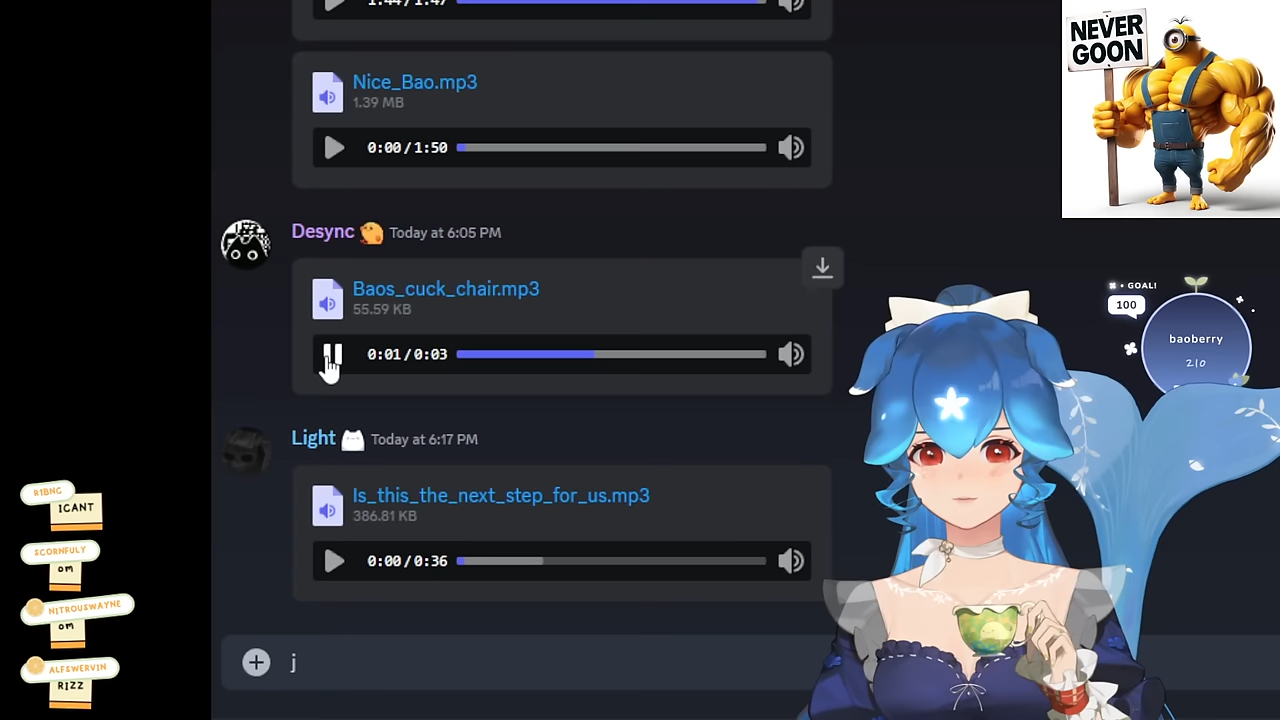 1:44/1:47
Nice_Bao.mp3
1.39 MB
0:00/1:50
Desync Today at 6:05 PM
Baos_cuck_chair.mp3
55.59 KB
0:01/0:03
Light Today at 6:17 PM
Is_this_the_next_step_for_us.mp3
386.81 KB
0:00/0:36
j
NEVER
GOON
GOAL!
100
baoberry
210
R1BNC
ICANT
SCORNFULY
OM
NITROUSWAYNE
OM
ALFSWERVIN
RIZZ